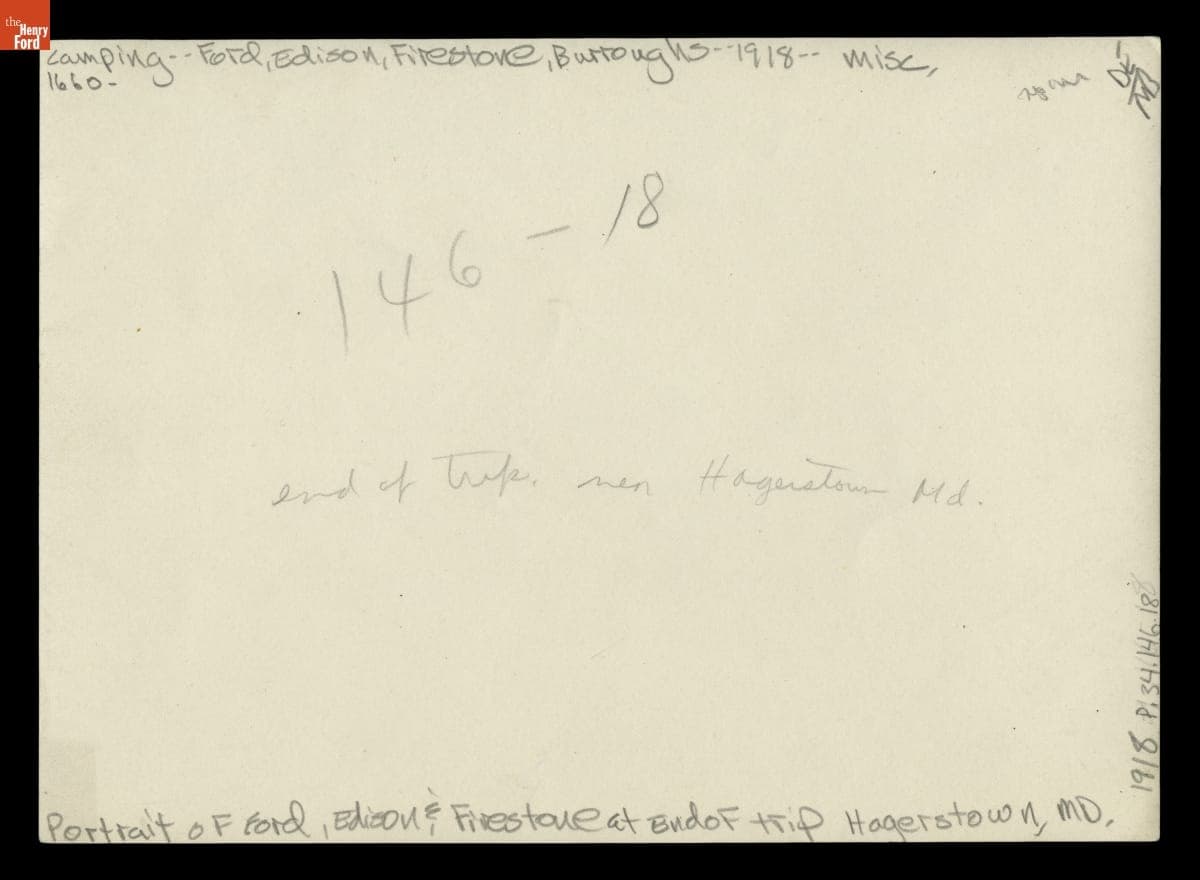 the
Henry
Ford
Camping--Ford, Edison, Firestone, Burroughs--1918-- Misc,
1660-
146-18
end of trip. near Hagerstown Md.
1918 P.34.146.18
Portrait of Ford, Edison & Firestone at End of trip Hagerstown, MD.